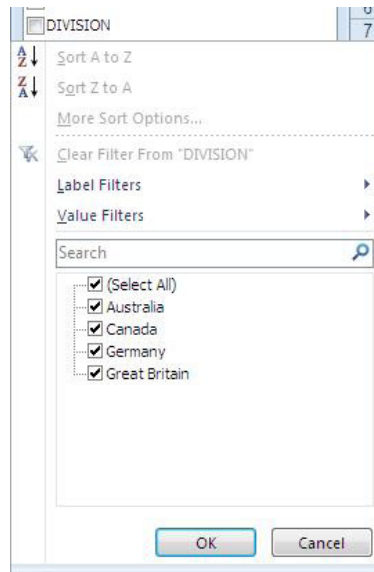 DIVISION
7
Sort A to Z
Sort Z to A
More Sort Options...
Clear Filter From "DIVISION"
Label Filters
Value Filters
Search
(Select All)
Australia
Canada
Germany
Great Britain
OK Cancel